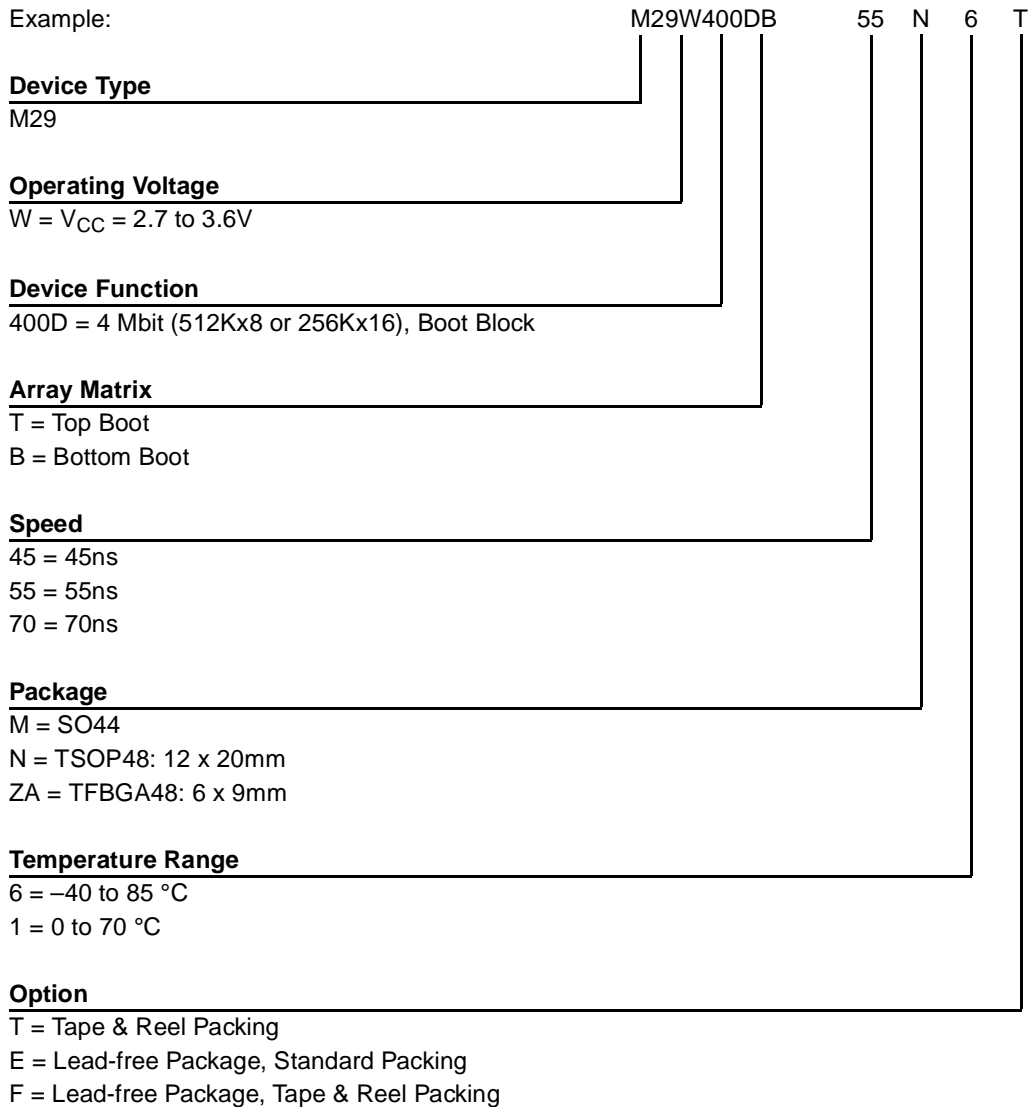 Example: M29W400DB 55 N 6 T
Device Type
M29
Operating Voltage
W = VCC = 2.7 to 3.6V
Device Function
400D = 4 Mbit (512Kx8 or 256Kx16), Boot Block
Array Matrix
T = Top Boot
B = Bottom Boot
Speed
45 = 45ns
55 = 55ns
70 = 70ns
Package
M = SO44
N = TSOP48: 12 x 20mm
ZA = TFBGA48: 6 x 9mm
Temperature Range
6 = –40 to 85 °C
1 = 0 to 70 °C
Option
T = Tape & Reel Packing
E = Lead-free Package, Standard Packing
F = Lead-free Package, Tape & Reel Packing